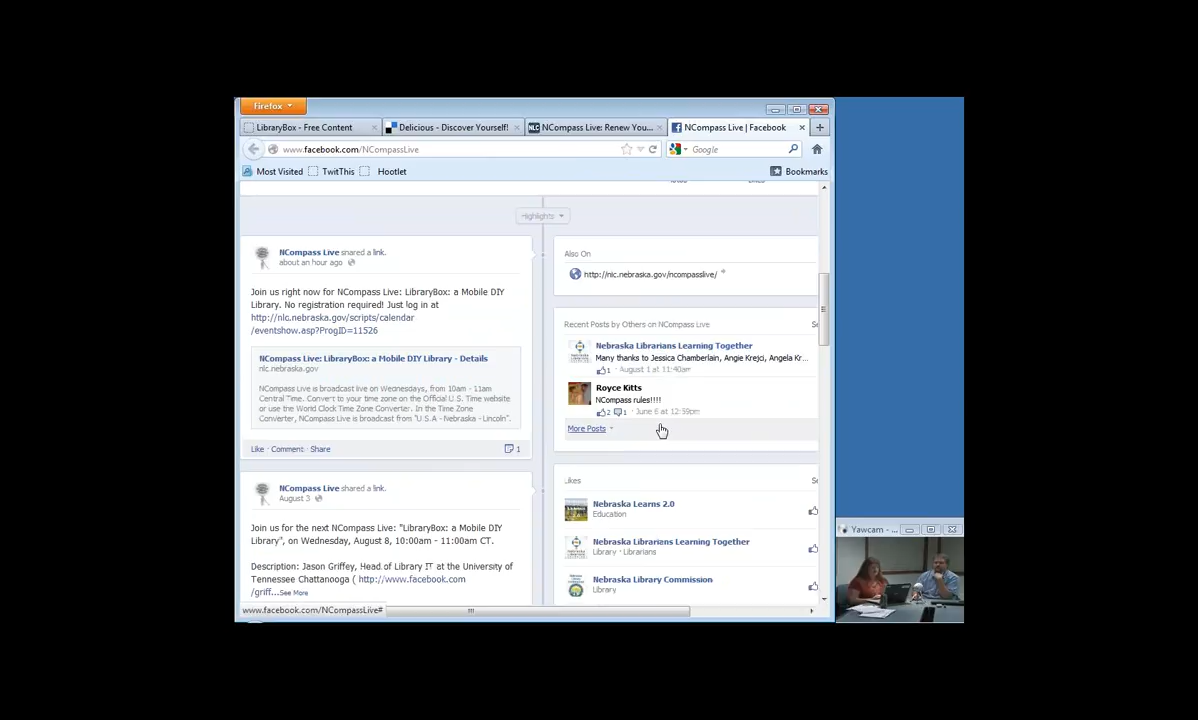 Firefox
LibraryBox - Free Content
Delicious - Discover Yourself!
NLC NCompass Live: Renew You...
NCompass Live | Facebook
www.facebook.com/NCompassLive
Google
Most Visited
TwitThis
Hootlet
Bookmarks
Highlights
NCompass Live shared a link.
about an hour ago
Join us right now for NCompass Live: LibraryBox: a Mobile DIY
Library. No registration required! Just log in at
http://nlc.nebraska.gov/scripts/calendar
/eventshow.asp?ProgID=11526
NCompass Live: LibraryBox: a Mobile DIY Library - Details
nlc.nebraska.gov
NCompass Live is broadcast live on Wednesdays, from 10am - 11am
Central Time. Convert to your time zone on the Official U.S. Time website
or use the World Clock Time Zone Converter. In the Time Zone
Converter, NCompass Live is broadcast from "U.S.A - Nebraska - Lincoln".
Like · Comment · Share
1
NCompass Live shared a link.
August 3
Join us for the next NCompass Live: "LibraryBox: a Mobile DIY
Library", on Wednesday, August 8, 10:00am - 11:00am CT.
Description: Jason Griffey, Head of Library IT at the University of
Tennessee Chattanooga ( http://www.facebook.com
/griff...See More
Also On
http://nlc.nebraska.gov/ncompasslive/
Recent Posts by Others on NCompass Live
Nebraska Librarians Learning Together
Many thanks to Jessica Chamberlain, Angie Krejci, Angela Kr...
1 · August 1 at 11:40am
Royce Kitts
NCompass rules!!!!
2 1 · June 6 at 12:59pm
More Posts
Likes
Nebraska Learns 2.0
Education
Nebraska Librarians Learning Together
Library · Librarians
Nebraska Library Commission
Library
www.facebook.com/NCompassLive#
Yawcam - ...